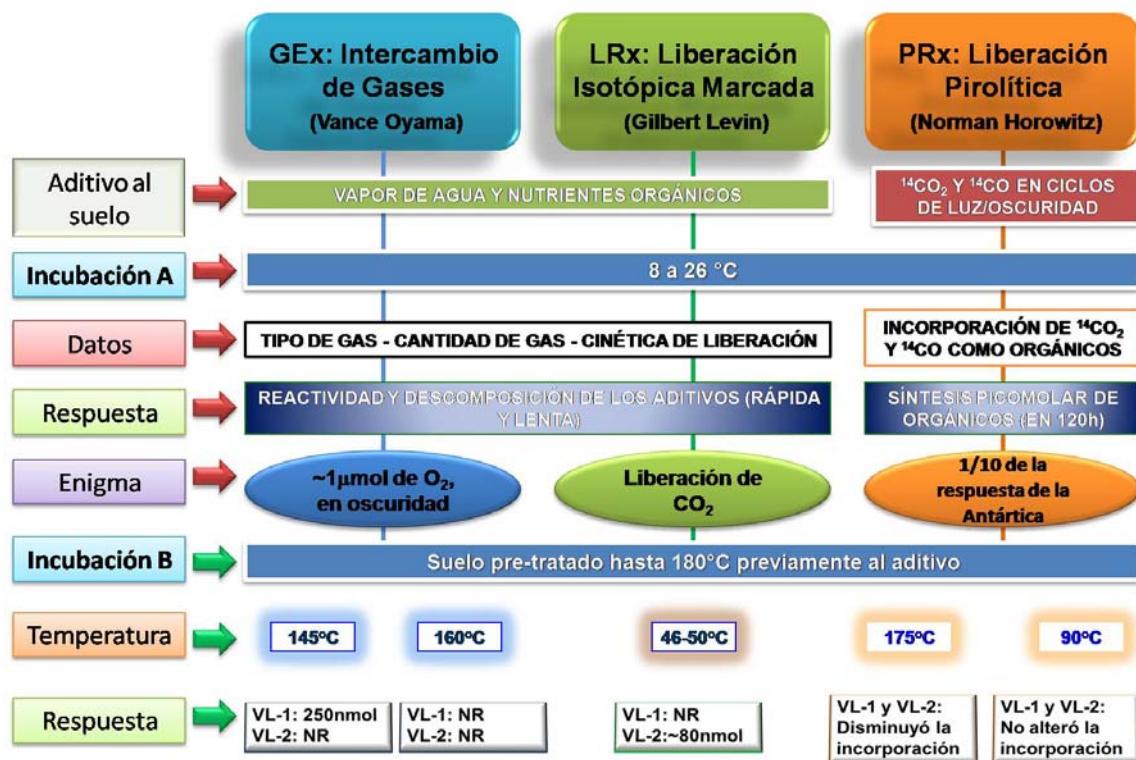 GEx: Intercambio
de Gases
(Vance Oyama)
LRx: Liberación
Isotópica Marcada
(Gilbert Levin)
PRx: Liberación
Pirolítica
(Norman Horowitz)
Aditivo al
suelo
VAPOR DE AGUA Y NUTRIENTES ORGÁNICOS
¹⁴CO₂ Y ¹⁴CO EN CICLOS
DE LUZ/OSCURIDAD
Incubación A
8 a 26 °C
Datos
TIPO DE GAS - CANTIDAD DE GAS - CINÉTICA DE LIBERACIÓN
INCORPORACIÓN DE ¹⁴CO₂
Y ¹⁴CO COMO ORGÁNICOS
Respuesta
REACTIVIDAD Y DESCOMPOSICIÓN DE LOS ADITIVOS (RÁPIDA
Y LENTA)
SÍNTESIS PICOMOLAR DE
ORGÁNICOS (EN 120h)
Enigma
~1µmol de O₂,
en oscuridad
Liberación de
CO₂
1/10 de la
respuesta de la
Antártica
Incubación B
Suelo pre-tratado hasta 180°C previamente al aditivo
Temperatura
145°C
160°C
46-50°C
175°C
90°C
Respuesta
VL-1: 250nmol
VL-2: NR
VL-1: NR
VL-2: NR
VL-1: NR
VL-2:~80nmol
VL-1 y VL-2:
Disminuyó la
incorporación
VL-1 y VL-2:
No alteró la
incorporación